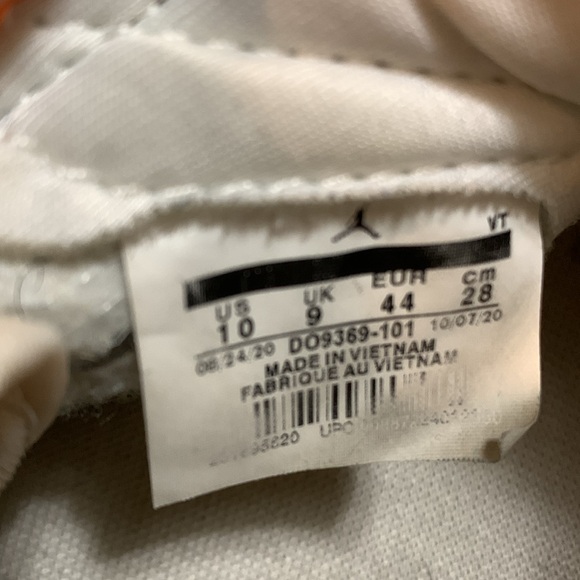 VT
US UK EUR cm
10 9 44 28
08/24/20 DO9369-101 10/07/20
MADE IN VIETNAM
FABRIQUE AU VIETNAM
UPC